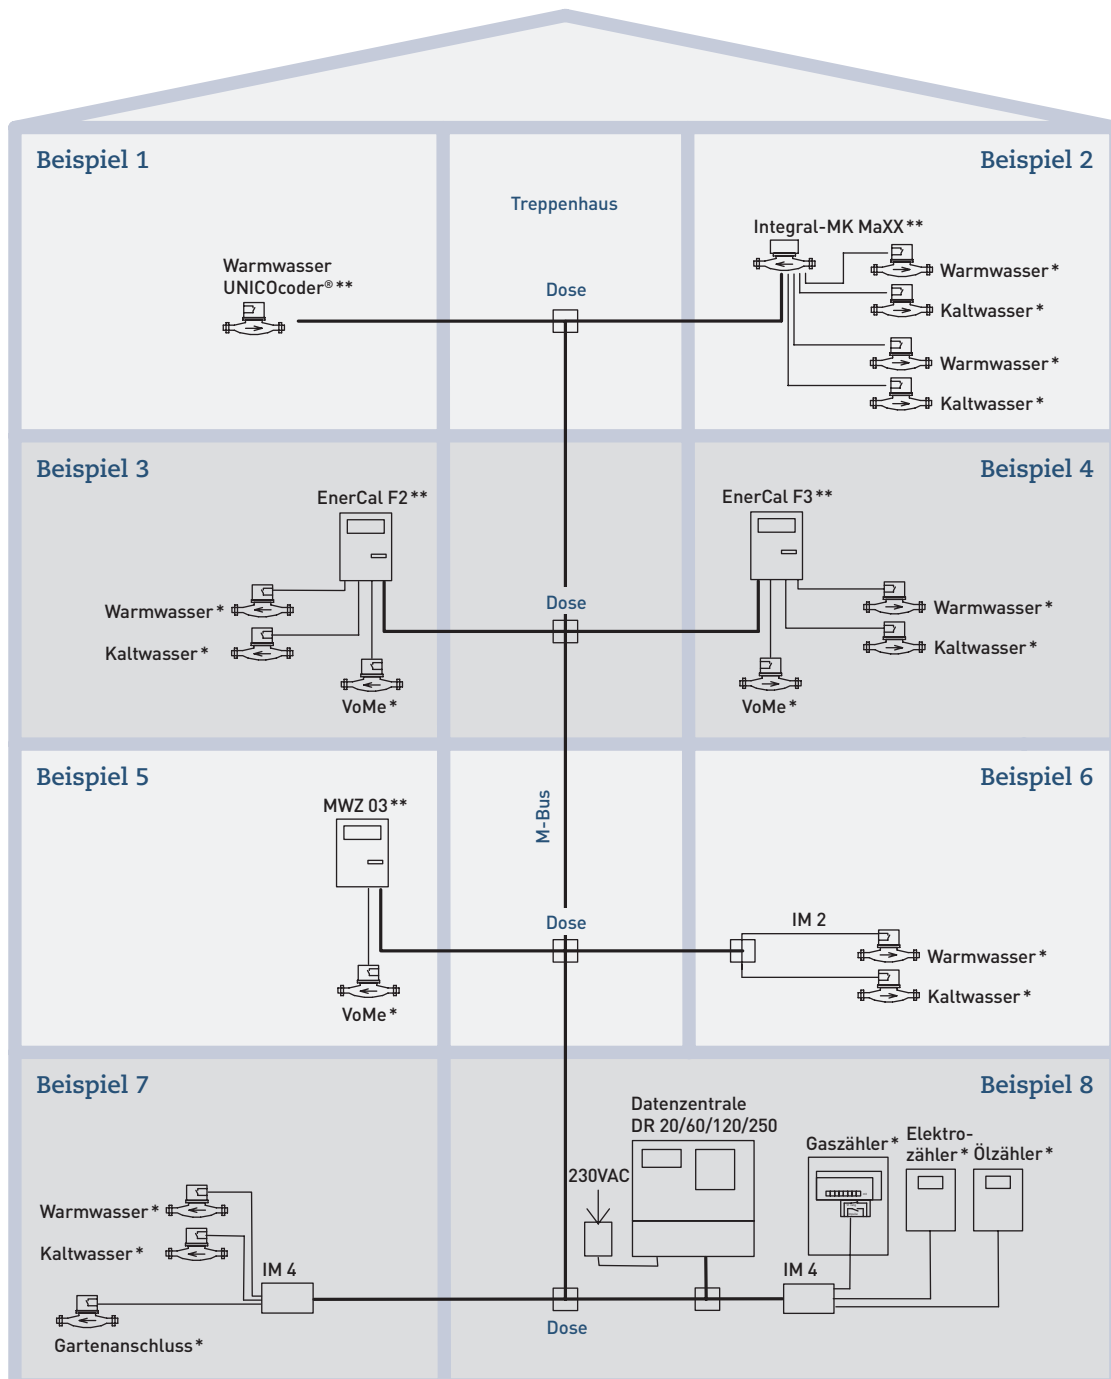 Beispiel 1
Treppenhaus
Beispiel 2
Warmwasser
UNICOcoder®**
Dose
Integral-MK MaXX**
Warmwasser*
Kaltwasser*
Warmwasser*
Kaltwasser*
Beispiel 3
EnerCal F2**
Warmwasser*
Kaltwasser*
VoMe*
Dose
Beispiel 4
EnerCal F3**
Warmwasser*
Kaltwasser*
VoMe*
Beispiel 5
MWZ 03**
VoMe*
M-Bus
Dose
Beispiel 6
IM 2
Warmwasser*
Kaltwasser*
Beispiel 7
Warmwasser*
Kaltwasser*
IM 4
Gartenanschluss*
Dose
Beispiel 8
Datenzentrale
DR 20/60/120/250
230VAC
Gaszähler*
Elektro-
zähler*
Ölzähler*
IM 4